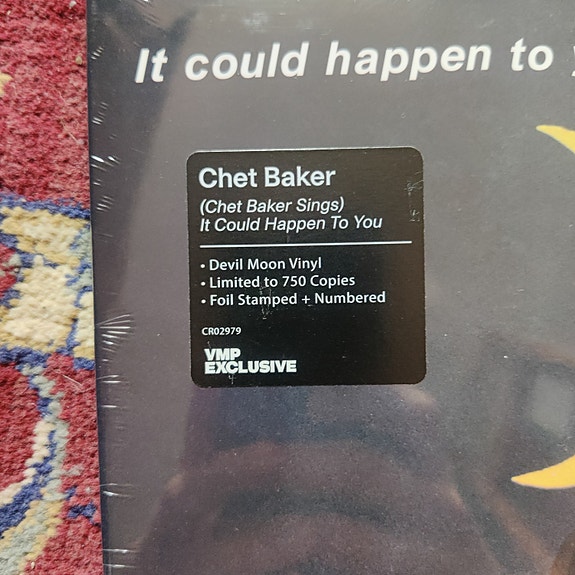 It could happen to
Chet Baker
(Chet Baker Sings)
It Could Happen To You
• Devil Moon Vinyl
• Limited to 750 Copies
• Foil Stamped + Numbered
CR02979
VMP
EXCLUSIVE